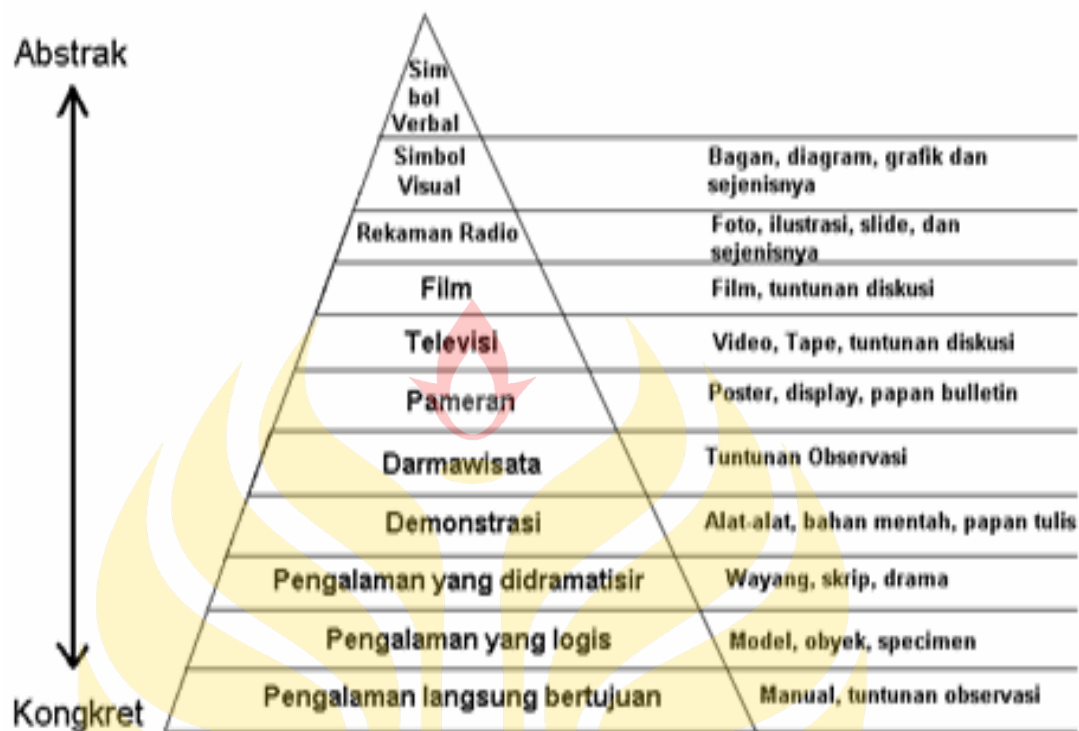 Abstrak
Sim
bol
Verbal
Simbol
Visual
Bagan, diagram, grafik dan
sejenisnya
Rekaman Radio
Foto, ilustrasi, slide, dan
sejenisnya
Film
Film, tuntunan diskusi
Televisi
Video, Tape, tuntunan diskusi
Pameran
Poster, display, papan bulletin
Darmawisata
Tuntunan Observasi
Demonstrasi
Alat-alat, bahan mentah, papan tulis
Pengalaman yang didramatisir
Wayang, skrip, drama
Pengalaman yang logis
Model, obyek, specimen
Pengalaman langsung bertujuan
Manual, tuntunan observasi
Kongkret